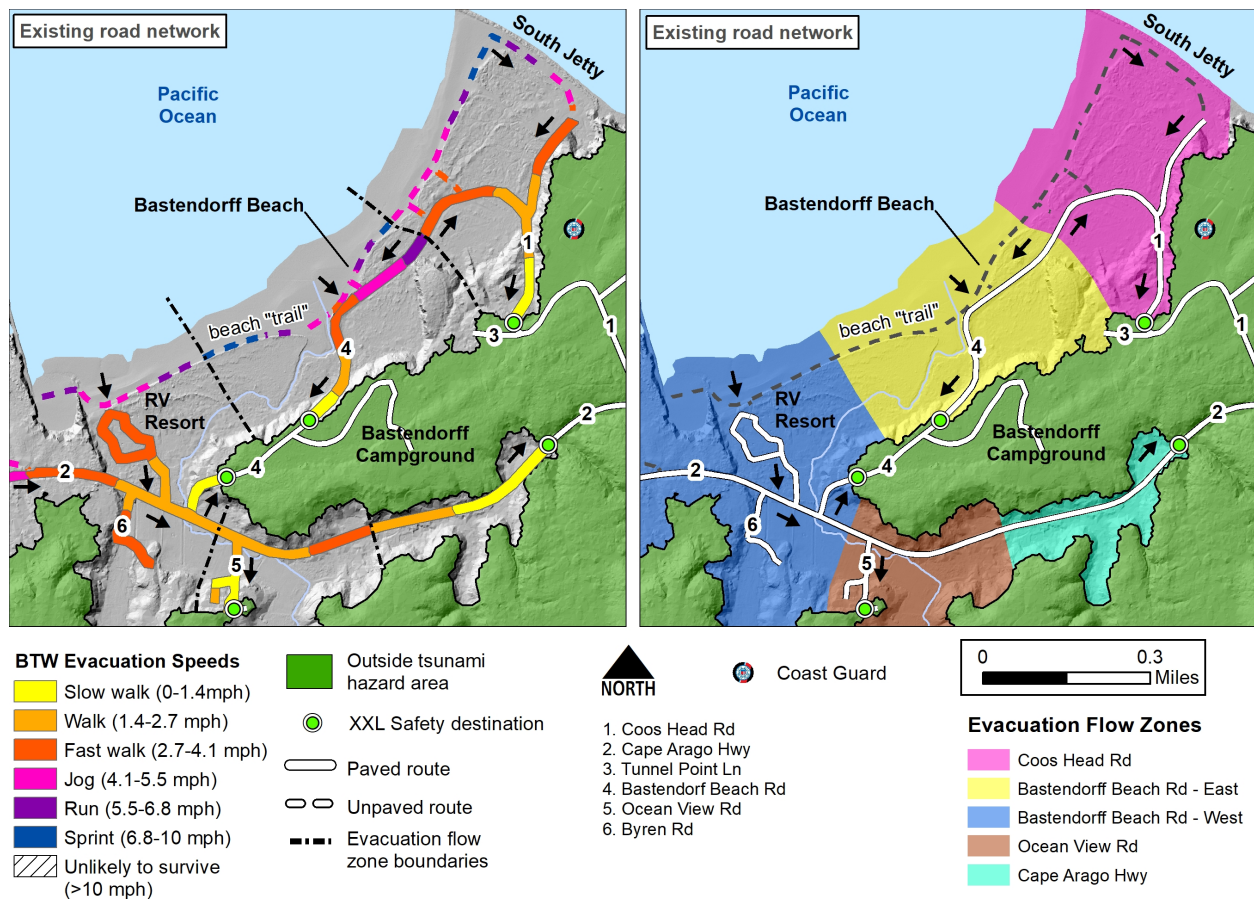 Existing road network
South Jetty
Pacific
Ocean
Bastendorff Beach
1
beach "trail"
3
1
4
RV
Resort
2
Bastendorff
Campground
4
2
6
5
Existing road network
South Jetty
Pacific
Ocean
Bastendorff Beach
1
beach "trail"
3
1
4
RV
Resort
2
Bastendorff
Campground
4
2
6
5
BTW Evacuation Speeds
Slow walk (0-1.4mph)
Walk (1.4-2.7 mph)
Fast walk (2.7-4.1 mph)
Jog (4.1-5.5 mph)
Run (5.5-6.8 mph)
Sprint (6.8-10 mph)
Unlikely to survive
(>10 mph)
Outside tsunami
hazard area
XXL Safety destination
Paved route
Unpaved route
Evacuation flow
zone boundaries
NORTH
Coast Guard
1. Coos Head Rd
2. Cape Arago Hwy
3. Tunnel Point Ln
4. Bastendorf Beach Rd
5. Ocean View Rd
6. Byren Rd
0 0.3
Miles
Evacuation Flow Zones
Coos Head Rd
Bastendorff Beach Rd - East
Bastendorff Beach Rd - West
Ocean View Rd
Cape Arago Hwy